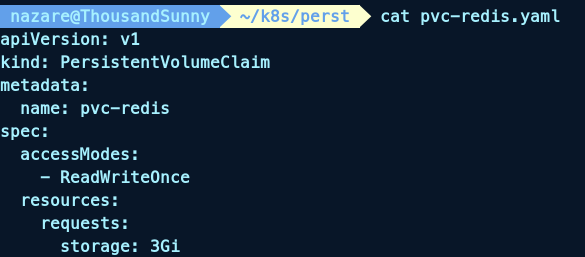 nazare@ThousandSunny ~/k8s/perst cat pvc-redis.yaml
apiVersion: v1
kind: PersistentVolumeClaim
metadata:
  name: pvc-redis
spec:
  accessModes:
    - ReadWriteOnce
  resources:
    requests:
      storage: 3Gi